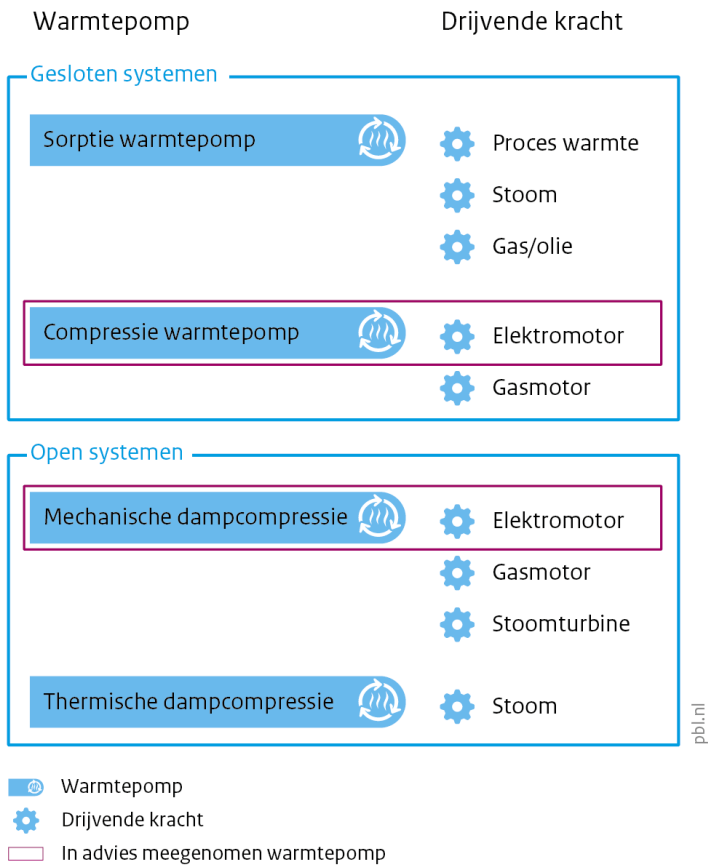 Warmtepomp Drijvende kracht
Gesloten systemen
Sorptie warmtepomp Proces warmte
Stoom
Gas/olie
Compressie warmtepomp Elektromotor
Gasmotor
Open systemen
Mechanische dampcompressie Elektromotor
Gasmotor
Stoomturbine
Thermische dampcompressie Stoom
pbl.nl
Warmtepomp
Drijvende kracht
In advies meegenomen warmtepomp